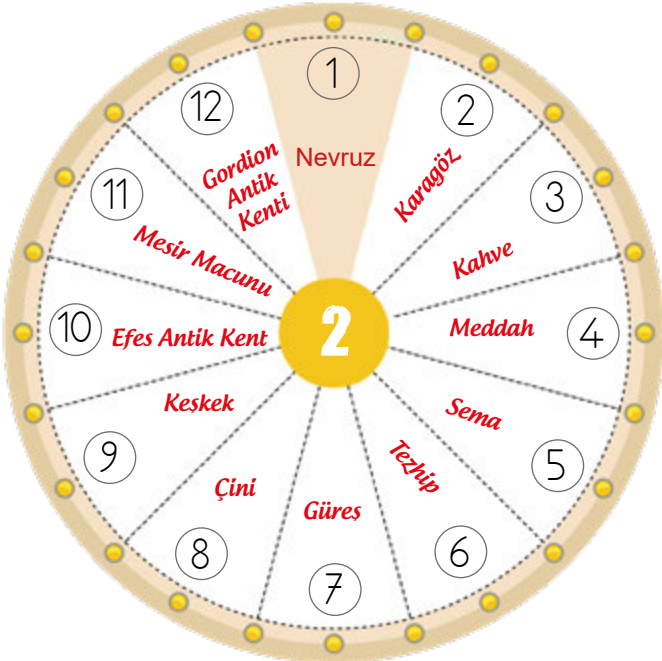 1
Nevruz
2
Karagöz
3
Kahve
4
Meddah
5
Sema
6
Tezhip
7
Güreş
8
Çini
9
Keşkek
10
Efes Antik Kent
11
Mesir Macunu
12
Gordion
Antik
Kenti
2